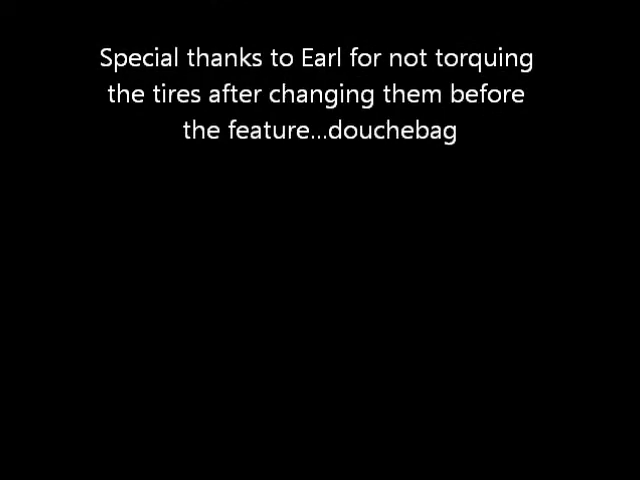 Special thanks to Earl for not torquing
the tires after changing them before
the feature...douchebag